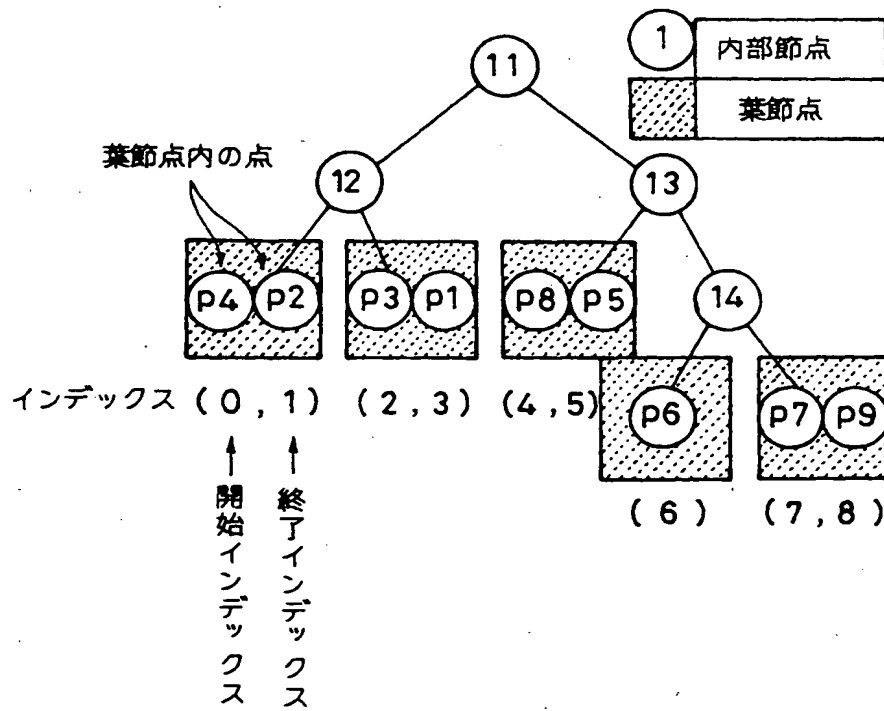 11
1 内部節点
葉節点
葉節点内の点
12
13
p4 p2
p3 p1
p8 p5
14
インデックス (0,1) (2,3) (4,5)
p6
p7 p9
(6) (7,8)
開始インデックス
終了インデックス